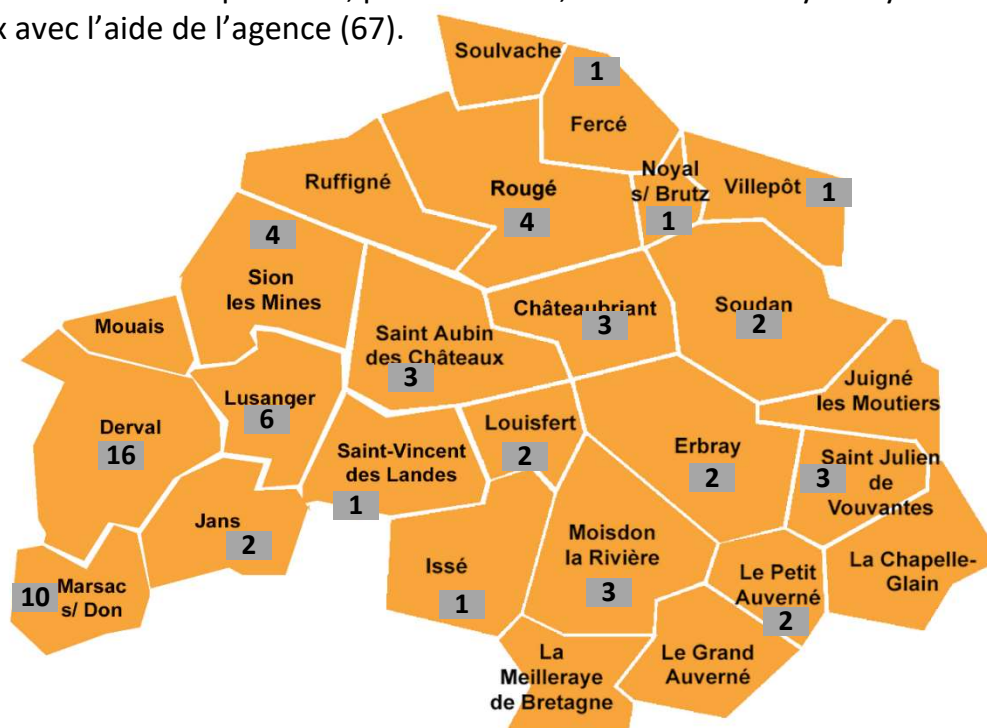 x avec l’aide de l’agence (67).
Soulvache
1
Fercé
Ruffigné
Rougé
4
Noyal
s/ Brutz
1
Villepôt
1
4
Sion
les Mines
Mouais
Saint Aubin
des Châteaux
3
Châteaubriant
3
Soudan
2
Juigné
les Moutiers
Derval
16
Lusanger
6
Saint-Vincent
des Landes
1
Louisfert
2
Erbray
2
Saint Julien
de
Vouvantes
3
Jans
2
Issé
1
Moisdon
la Rivière
3
Le Petit
Auverné
2
La Chapelle-
Glain
10
Marsac
s/ Don
La
Meilleraye
de Bretagne
Le Grand
Auverné